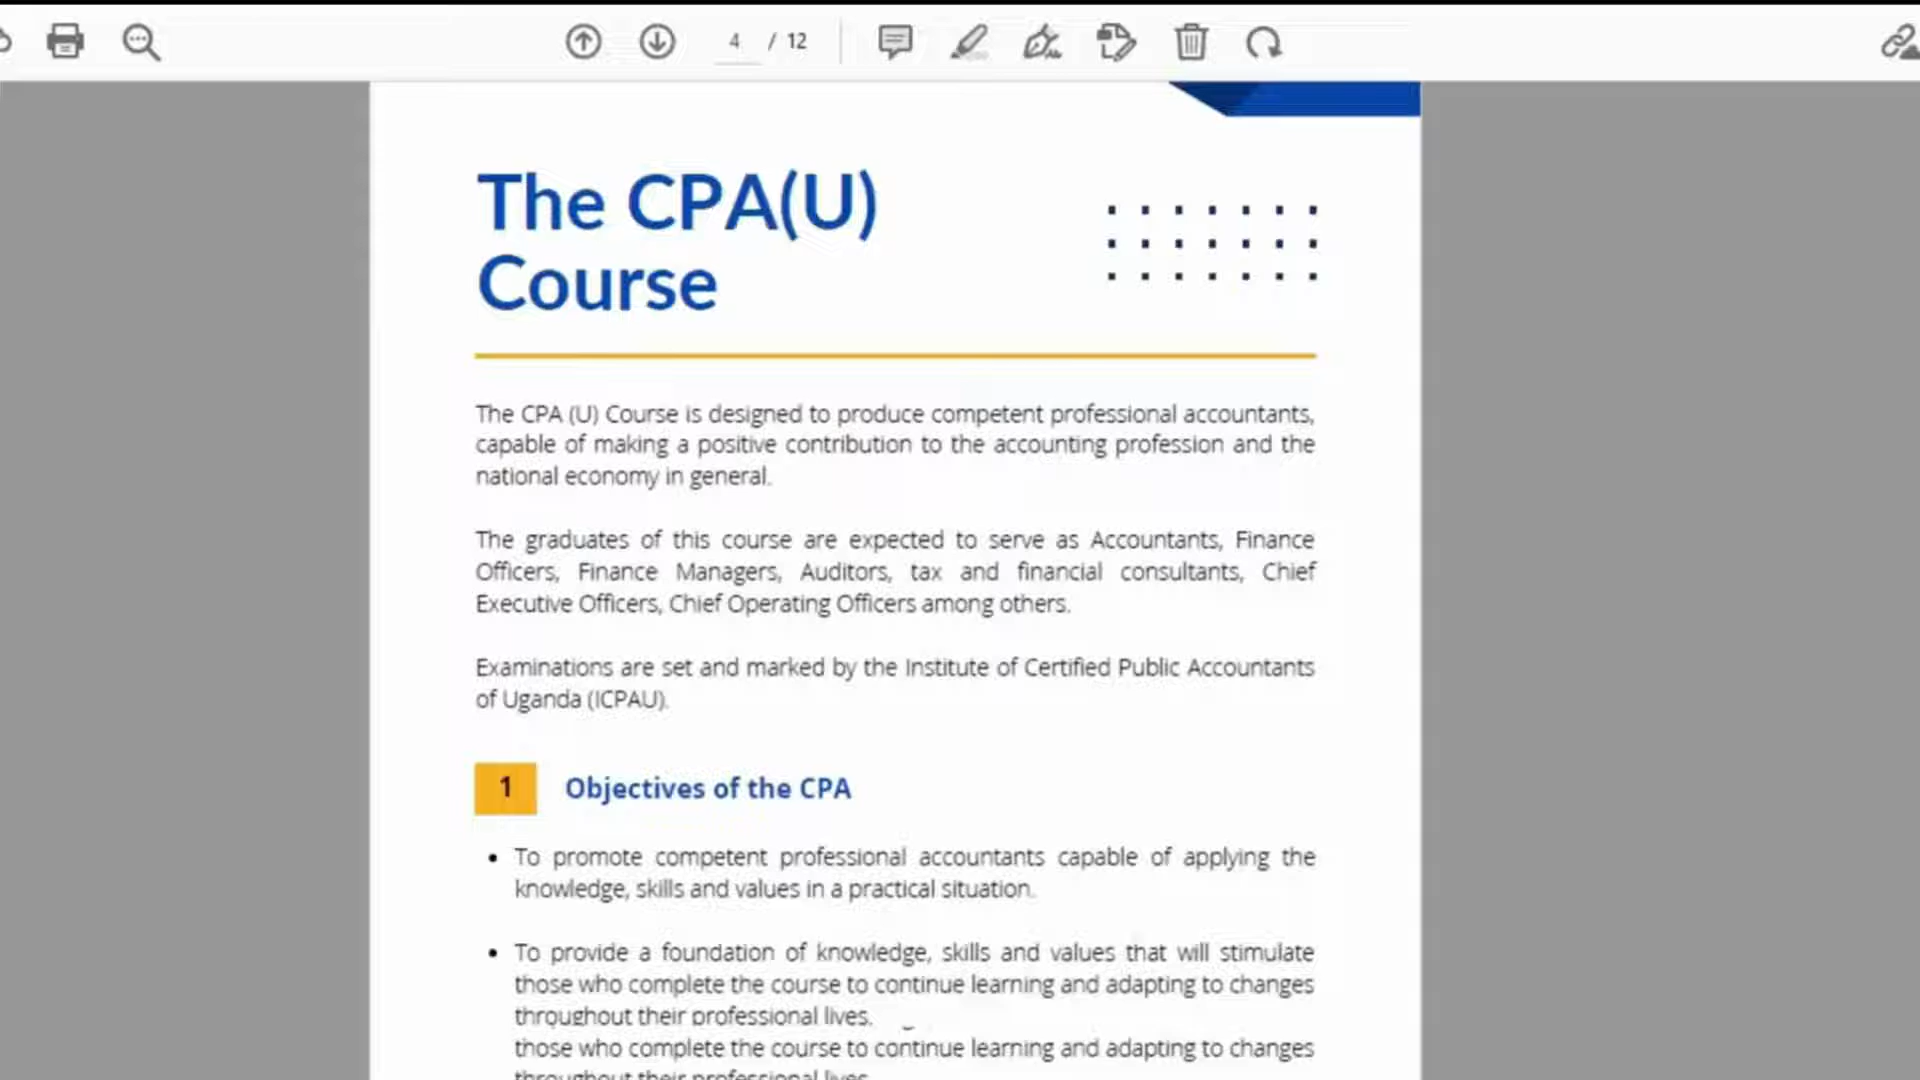 4 / 12
The CPA(U)
Course
The CPA (U) Course is designed to produce competent professional accountants,
capable of making a positive contribution to the accounting profession and the
national economy in general.
The graduates of this course are expected to serve as Accountants, Finance
Officers, Finance Managers, Auditors, tax and financial consultants, Chief
Executive Officers, Chief Operating Officers among others.
Examinations are set and marked by the Institute of Certified Public Accountants
of Uganda (ICPAU).
1 Objectives of the CPA
• To promote competent professional accountants capable of applying the
knowledge, skills and values in a practical situation.
• To provide a foundation of knowledge, skills and values that will stimulate
those who complete the course to continue learning and adapting to changes
throughout their professional lives.
those who complete the course to continue learning and adapting to changes
throughout their professional lives.